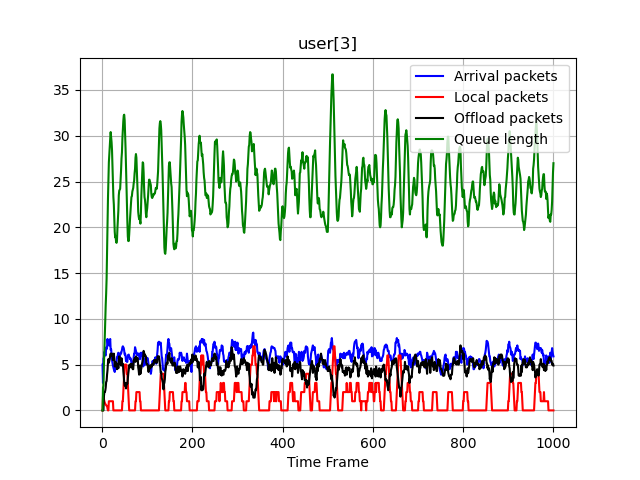 user[3]
Arrival packets
Local packets
Offload packets
Queue length
35
30
25
20
15
10
5
0
0 200 400 600 800 1000
Time Frame